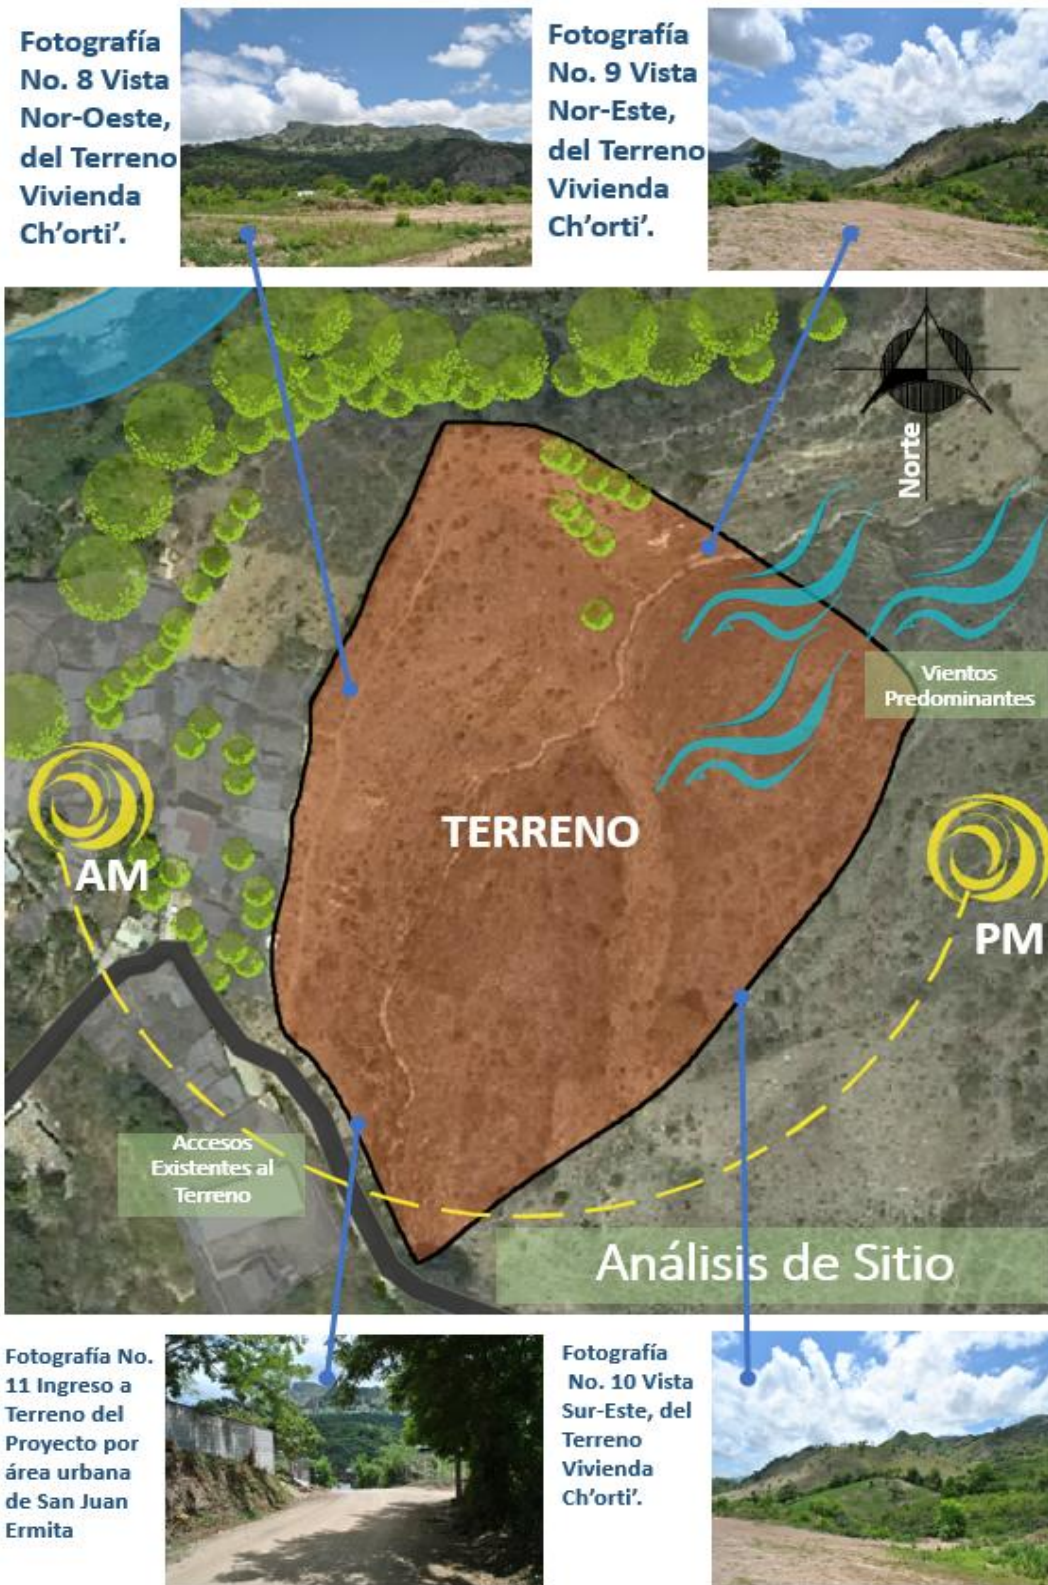 Fotografía
No. 8 Vista
Nor-Oeste,
del Terreno
Vivienda
Ch'orti'.
Fotografía
No. 9 Vista
Nor-Este,
del Terreno
Vivienda
Ch'orti'.
Norte
Vientos
Predominantes
TERRENO
AM
PM
Accesos
Existentes al
Terreno
Análisis de Sitio
Fotografía No.
11 Ingreso a
Terreno del
Proyecto por
área urbana
de San Juan
Ermita
Fotografía
No. 10 Vista
Sur-Este, del
Terreno
Vivienda
Ch'orti'.